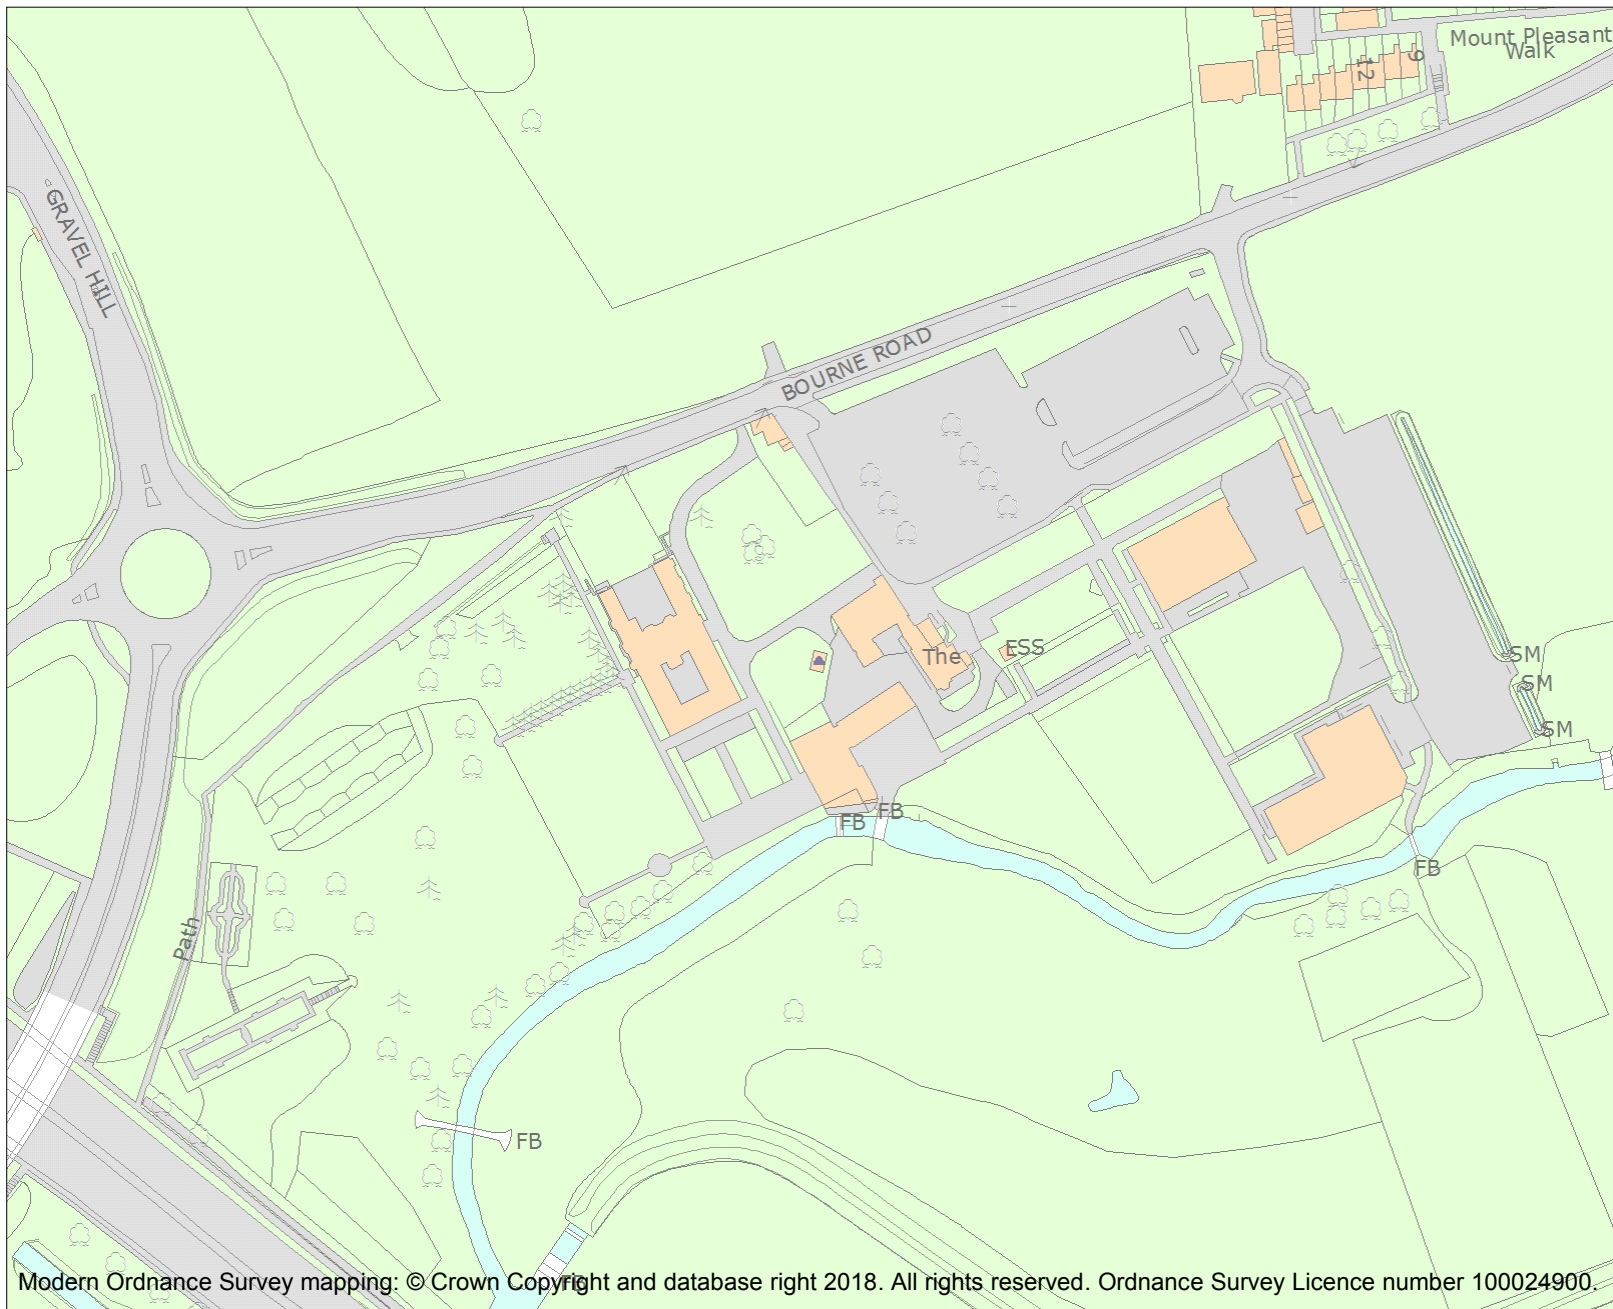 Mount Pleasant
Walk
9
12
GRAVEL HILL
BOURNE ROAD
The
ESS
SM
SM
SM
FB
FB
FB
Path
FB
FB
Modern Ordnance Survey mapping: © Crown Copyright and database right 2018. All rights reserved. Ordnance Survey Licence number 100024900.